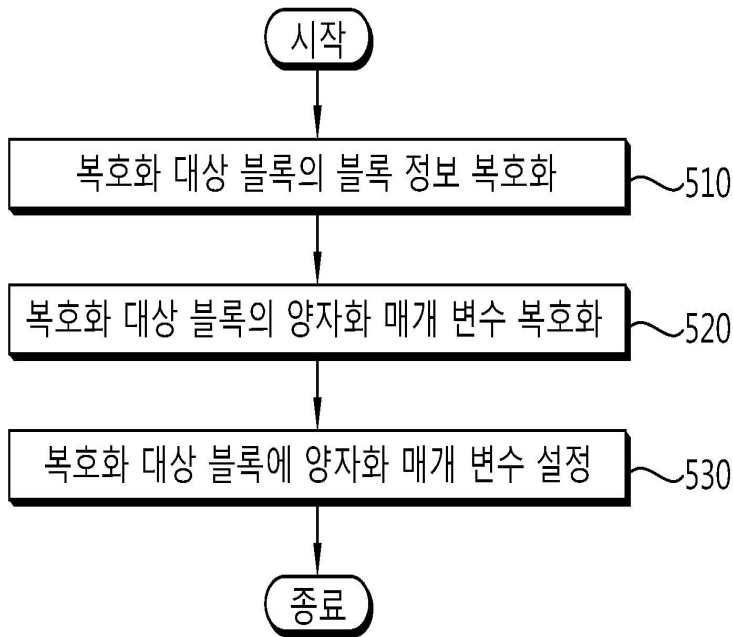 시작
복호화 대상 블록의 블록 정보 복호화
510
복호화 대상 블록의 양자화 매개 변수 복호화
520
복호화 대상 블록에 양자화 매개 변수 설정
530
종료